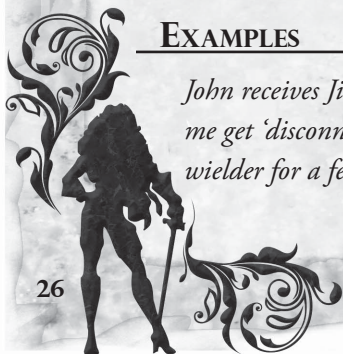 EXAMPLES
John receives Ji
me get ‘disconn
wielder for a fe
26